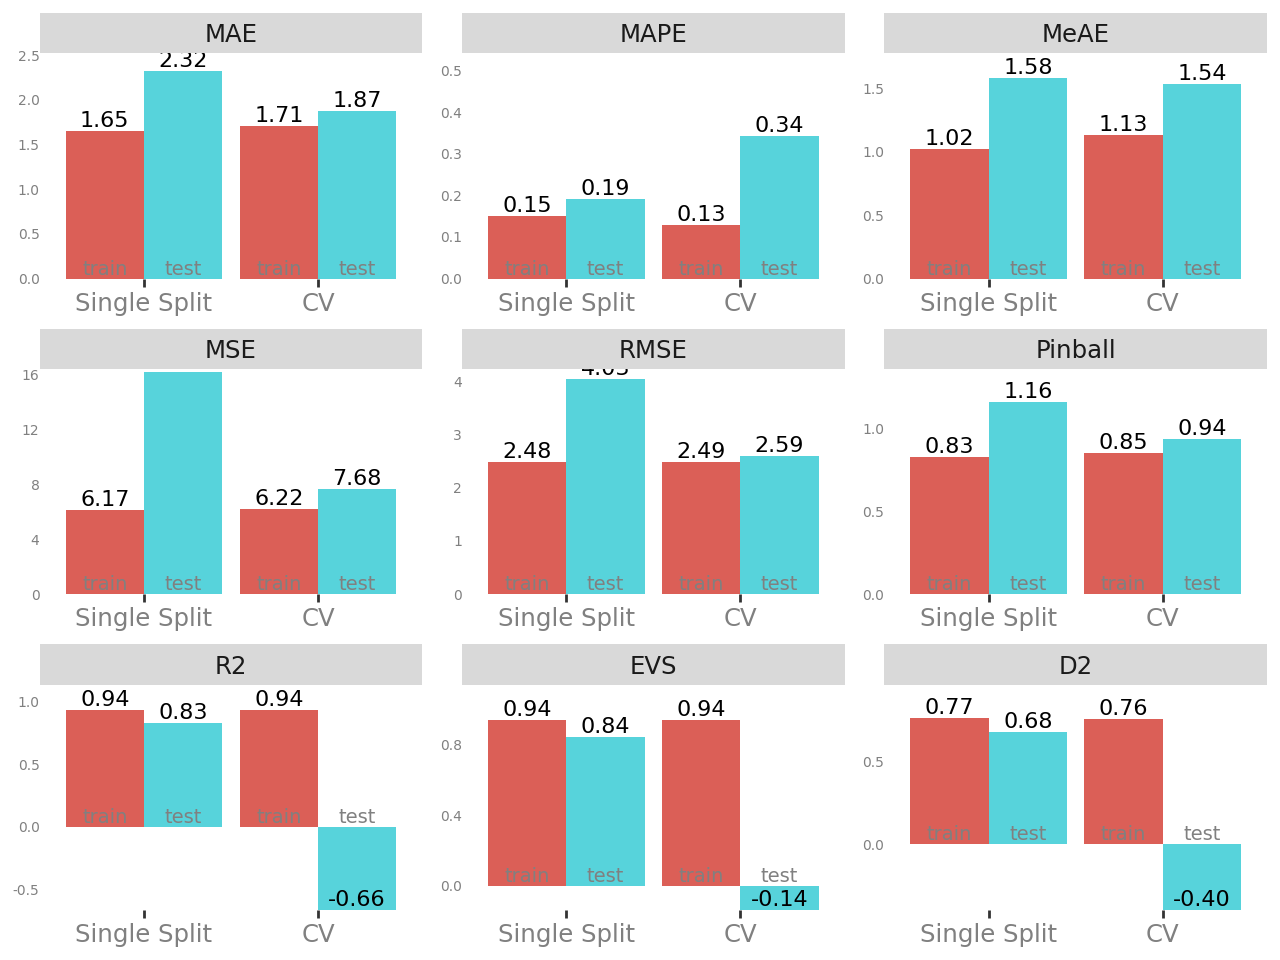 MAE
2.5
2.0
1.5
1.0
0.5
0.0
1.65
2.32
1.71
1.87
train
test
train
test
Single Split
CV
MAPE
0.5
0.4
0.3
0.2
0.1
0.0
0.15
0.19
0.13
0.34
train
test
train
test
Single Split
CV
MeAE
1.5
1.0
0.5
0.0
1.02
1.58
1.13
1.54
train
test
train
test
Single Split
CV
MSE
16
12
8
4
0
6.17
6.22
7.68
train
test
train
test
Single Split
CV
RMSE
4
3
2
1
0
2.48
2.49
2.59
train
test
train
test
Single Split
CV
Pinball
1.0
0.5
0.0
0.83
1.16
0.85
0.94
train
test
train
test
Single Split
CV
R2
1.0
0.5
0.0
-0.5
0.94
0.83
0.94
-0.66
train
test
train
test
Single Split
CV
EVS
0.8
0.4
0.0
0.94
0.84
0.94
-0.14
train
test
train
test
Single Split
CV
D2
0.5
0.0
0.77
0.68
0.76
-0.40
train
test
train
test
Single Split
CV